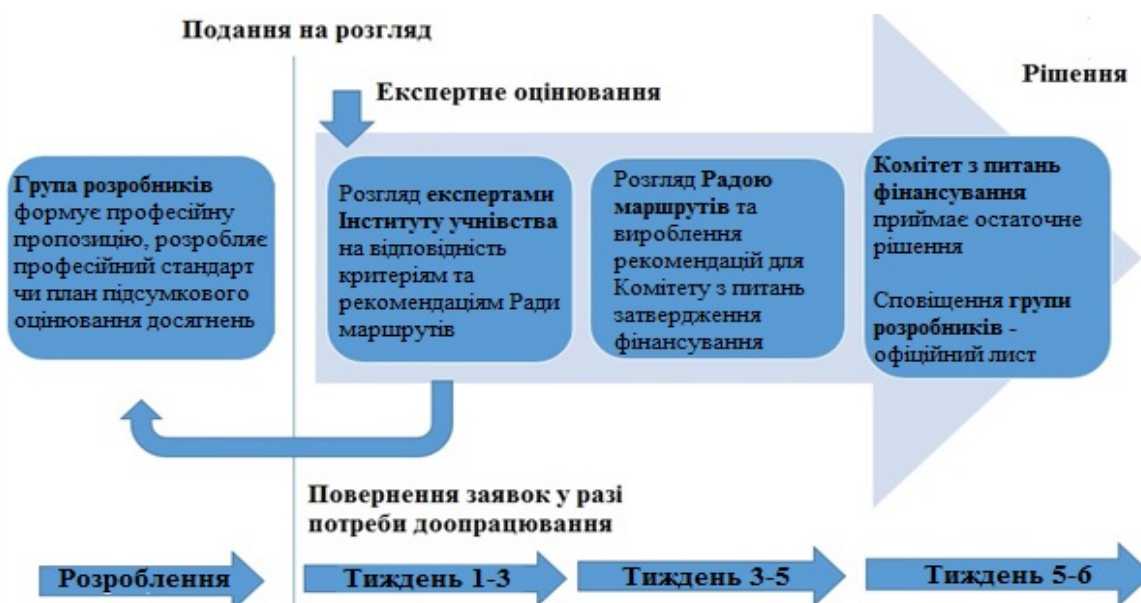 Подання на розгляд
Експертне оцінювання
Рішення
Група розробників
формує професійну
пропозицію, розробляє
професійний стандарт
чи план підсумкового
оцінювання досягнень
Розгляд експертами
Інституту учнівства
на відповідність
критеріям та
рекомендаціям Ради
маршрутів
Розгляд Радою
маршрутів та
вироблення
рекомендацій для
Комітету з питань
затвердження
фінансування
Комітет з питань
фінансування
приймає остаточне
рішення
Сповіщення групи
розробників -
офіційний лист
Повернення заявок у разі
потреби доопрацювання
Розроблення
Тиждень 1-3
Тиждень 3-5
Тиждень 5-6